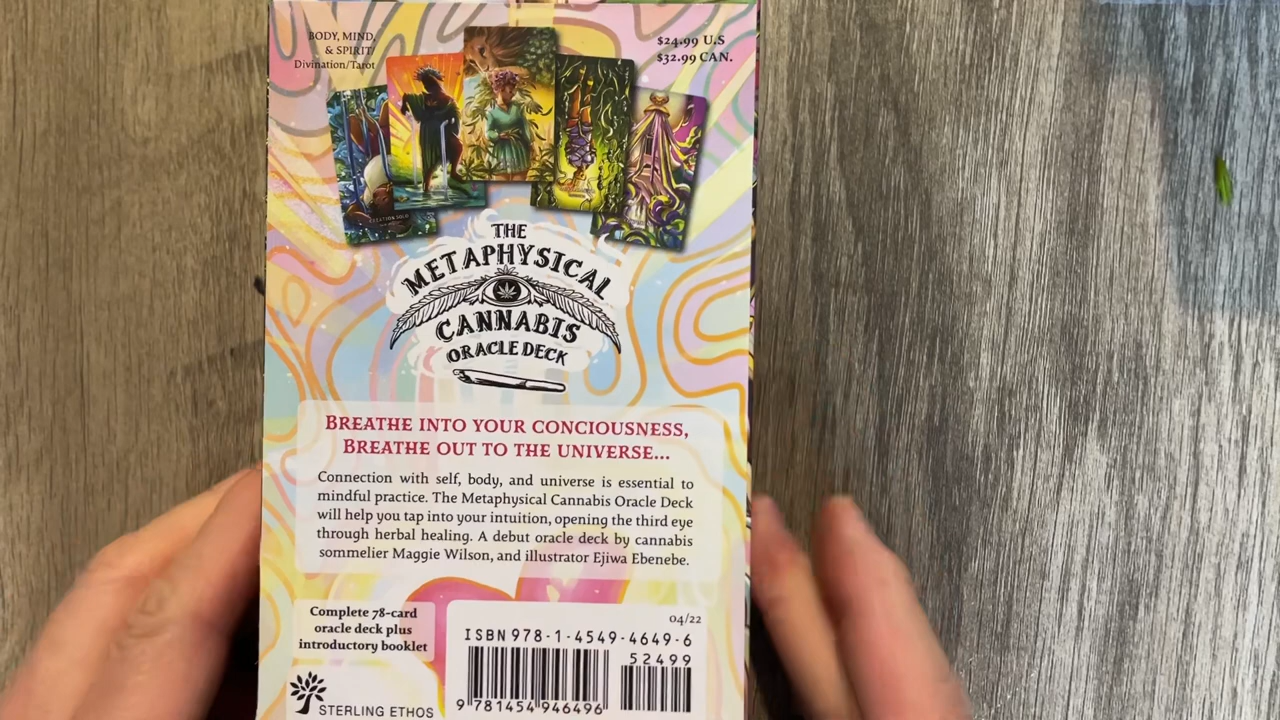 BODY, MIND,
& SPIRIT/
Divination/Tarot
$24.99 U.S
$32.99 CAN.
CREATION SOLO
THE
METAPHYSICAL
CANNABIS
ORACLE DECK
BREATHE INTO YOUR CONCIOUSNESS,
BREATHE OUT TO THE UNIVERSE...
Connection with self, body, and universe is essential to
mindful practice. The Metaphysical Cannabis Oracle Deck
will help you tap into your intuition, opening the third eye
through herbal healing. A debut oracle deck by cannabis
sommelier Maggie Wilson, and illustrator Ejiwa Ebenebe.
Complete 78-card
oracle deck plus
introductory booklet
STERLING ETHOS
04/22
ISBN 978-1-4549-4649-6
52499
9 781454 946496